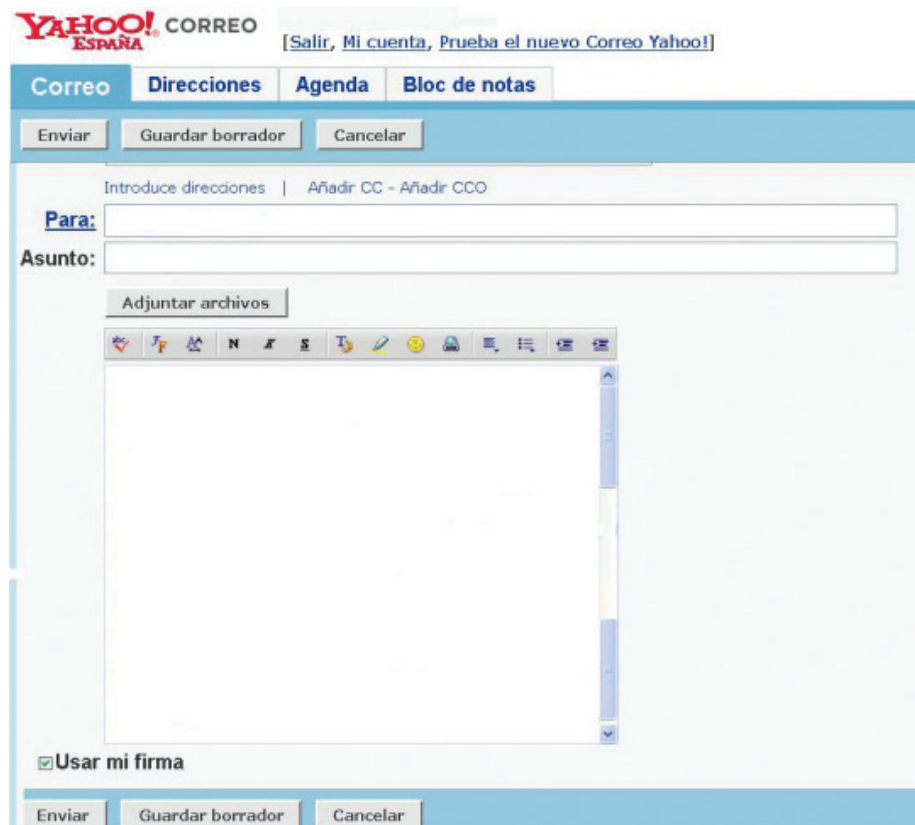 YAHOO! CORREO
ESPAÑA
[Salir, Mi cuenta, Prueba el nuevo Correo Yahoo!]
Correo Direcciones Agenda Bloc de notas
Enviar Guardar borrador Cancelar
Introduce direcciones | Añadir CC - Añadir CCO
Para:
Asunto:
Adjuntar archivos
N K S
Usar mi firma
Enviar Guardar borrador Cancelar